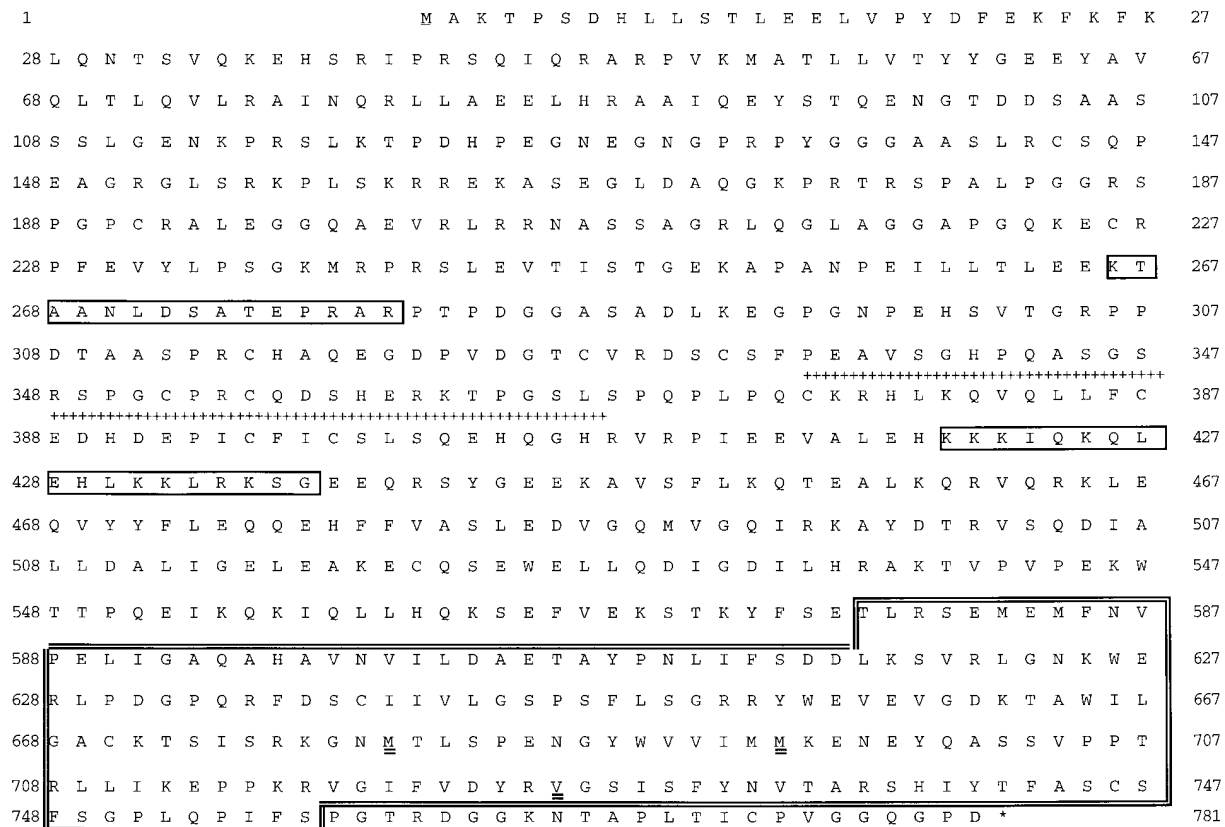 1 M A K T P S D H L L S T L E E L V P Y D F E K F K F K 27
28 L Q N T S V Q K E H S R I P R S Q I Q R A R P V K M A T L L V T Y Y G E E Y A V 67
68 Q L T L Q V L R A I N Q R L L A E E L H R A A I Q E Y S T Q E N G T D D S A A S 107
108 S S L G E N K P R S L K T P D H P E G N E G N G P R P Y G G G A A S L R C S Q P 147
148 E A G R G L S R K P L S K R R E K A S E G L D A Q G K P R T R S P A L P G G R S 187
188 P G P C R A L E G G Q A E V R L R R N A S S A G R L Q G L A G G A P G Q K E C R 227
228 P F E V Y L P S G K M R P R S L E V T I S T G E K A P A N P E I L L T L E E K T 267
268 A A N L D S A T E P R A R P T P D G G A S A D L K E G P G N P E H S V T G R P P 307
308 D T A A S P R C H A Q E G D P V D G T C V R D S C S F P E A V S G H P Q A S G S 347
+++++++++++++++++++++++++++++++++++++++
348 R S P G C P R C Q D S H E R K T P G S L S P Q P L P Q C K R H L K Q V Q L L F C 387
++++++++++++++++++++++++++++++++++++++++++++++++++++++++++++
388 E D H D E P I C F I C S L S Q E H Q G H R V R P I E E V A L E H K K K I Q K Q L 427
428 E H L K K L R K S G E E Q R S Y G E E K A V S F L K Q T E A L K Q R V Q R K L E 467
468 Q V Y Y F L E Q Q E H F F V A S L E D V G Q M V G Q I R K A Y D T R V S Q D I A 507
508 L L D A L I G E L E A K E C Q S E W E L L Q D I G D I L H R A K T V P V P E K W 547
548 T T P Q E I K Q K I Q L L H Q K S E F V E K S T K Y F S E T L R S E M E M F N V 587
588 P E L I G A Q A H A V N V I L D A E T A Y P N L I F S D D L K S V R L G N K W E 627
628 R L P D G P Q R F D S C I I V L G S P S F L S G R R Y W E V E V G D K T A W I L 667
668 G A C K T S I S R K G N M T L S P E N G Y W V V I M M K E N E Y Q A S S V P P T 707
708 R L L I K E P P K R V G I F V D Y R V G S I S F Y N V T A R S H I Y T F A S C S 747
748 F S G P L Q P I F S P G T R D G G K N T A P L T I C P V G G Q G P D * 781